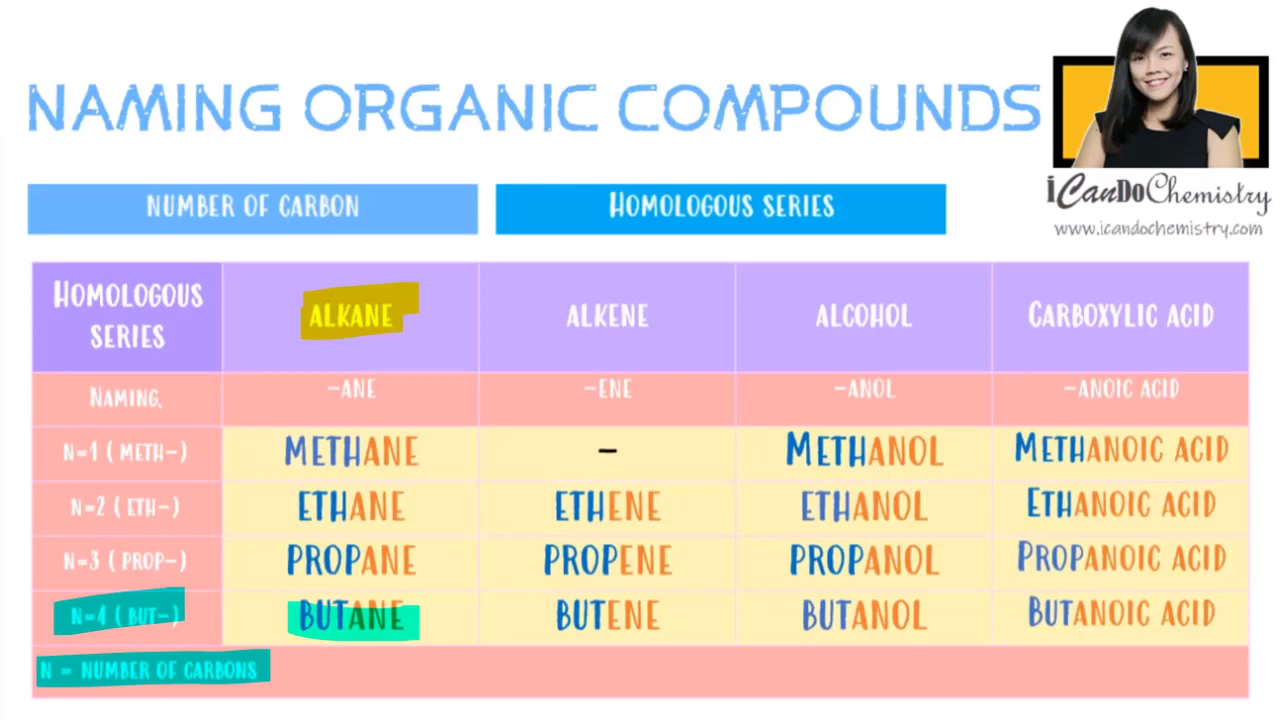 NAMING ORGANIC COMPOUNDS
iCanDoChemistry
www.icandochemistry.com
NUMBER OF CARBON HOMOLOGOUS SERIES
HOMOLOGOUS SERIES ALKANE ALKENE ALCOHOL CARBOXYLIC ACID
NAMING, -ANE -ENE -ANOL -ANOIC ACID
N=1 ( METH-) METHANE - METHANOL METHANOIC ACID
N=2 ( ETH-) ETHANE ETHENE ETHANOL ETHANOIC ACID
N=3 ( PROP-) PROPANE PROPENE PROPANOL PROPANOIC ACID
N=4 ( BUT-) BUTANE BUTENE BUTANOL BUTANOIC ACID
N = NUMBER OF CARBONS